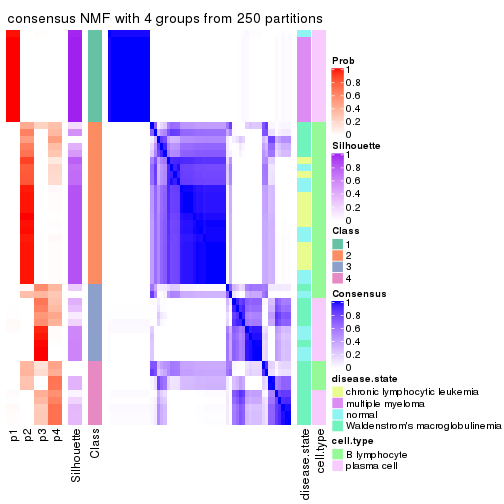 consensus NMF with 4 groups from 250 partitions
Prob
1
0.8
0.6
0.4
0.2
0
Silhouette
1
0.8
0.6
0.4
0.2
0
Class
1
2
3
4
Consensus
1
0.8
0.6
0.4
0.2
0
disease.state
chronic lymphocytic leukemia
multiple myeloma
normal
Waldenstrom's macroglobulinemia
cell.type
B lymphocyte
plasma cell
p1
p2
p3
p4
Silhouette
Class
disease.state
cell.type